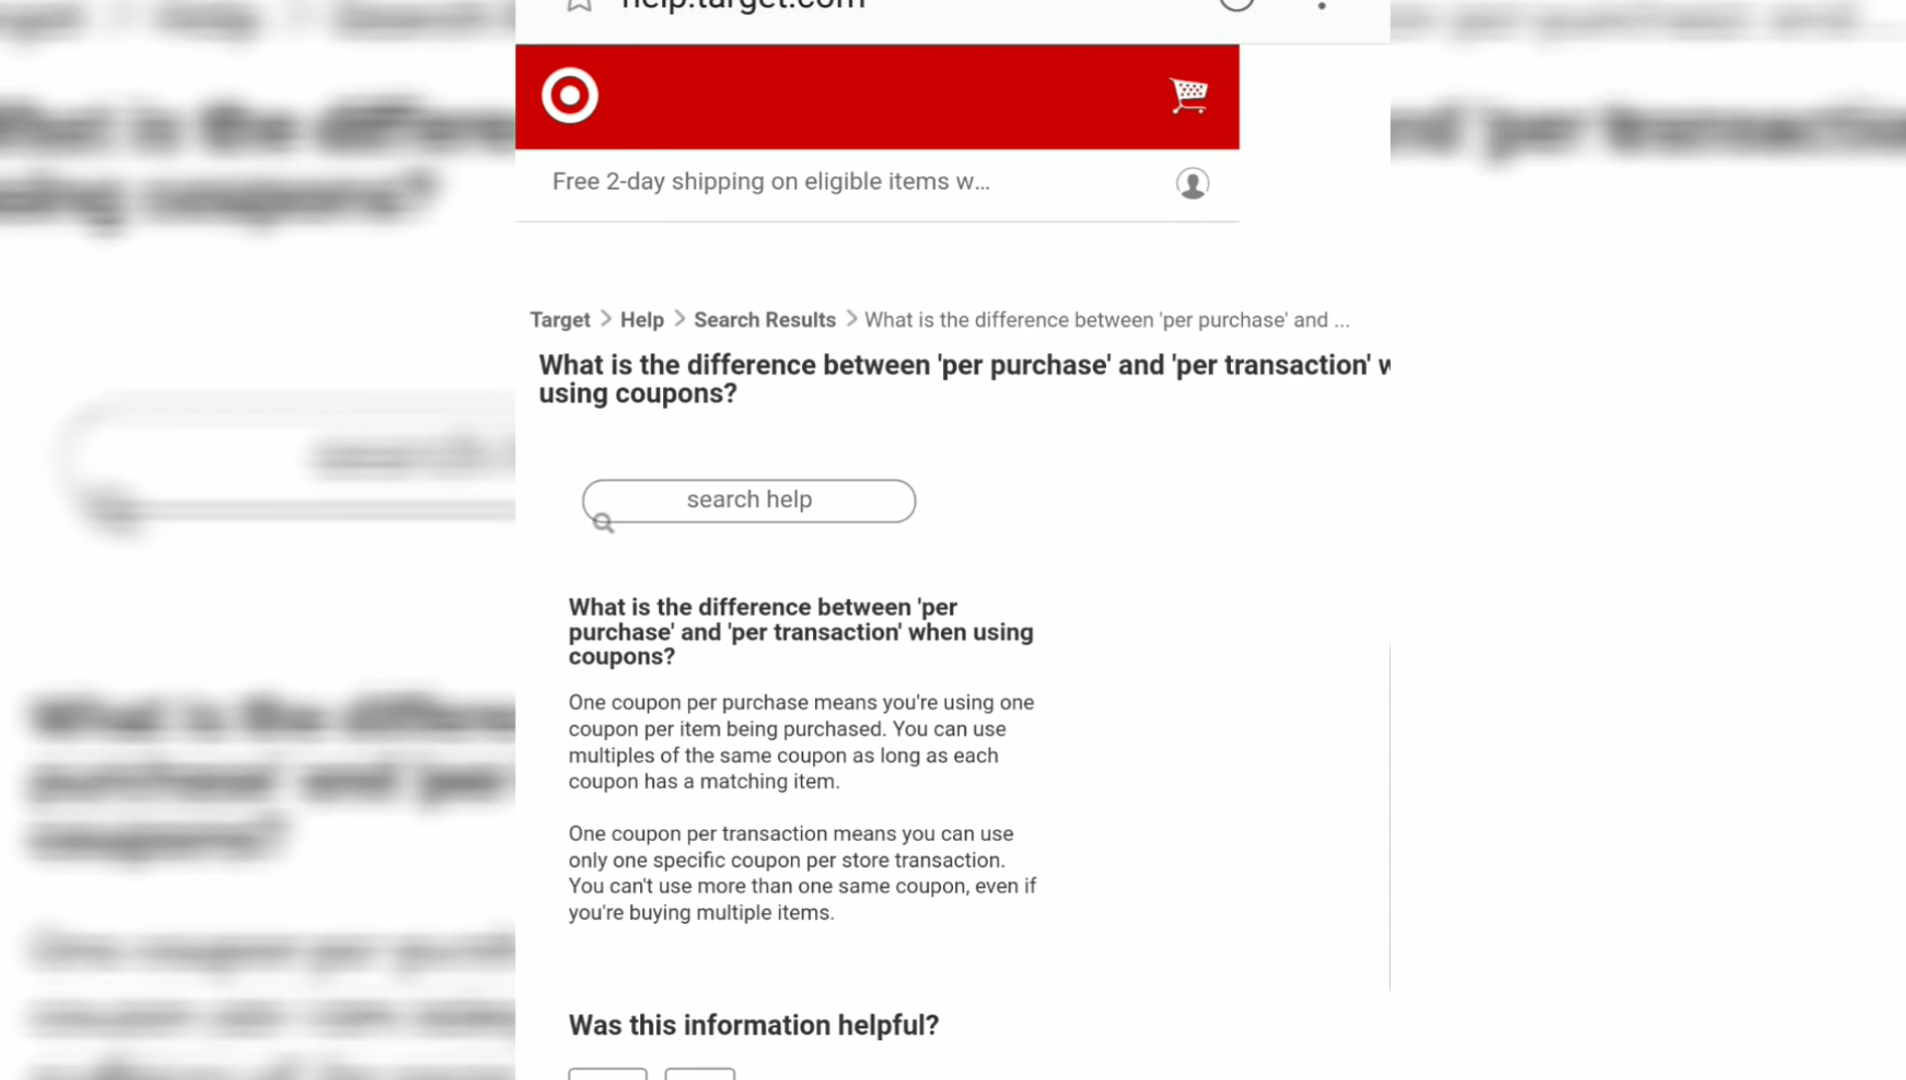 help.target.com
Free 2-day shipping on eligible items w...
Target > Help > Search Results > What is the difference between 'per purchase' and ...
What is the difference between 'per purchase' and 'per transaction' w
using coupons?
search help
What is the difference between 'per
purchase' and 'per transaction' when using
coupons?
One coupon per purchase means you're using one
coupon per item being purchased. You can use
multiples of the same coupon as long as each
coupon has a matching item.
One coupon per transaction means you can use
only one specific coupon per store transaction.
You can't use more than one same coupon, even if
you're buying multiple items.
Was this information helpful?